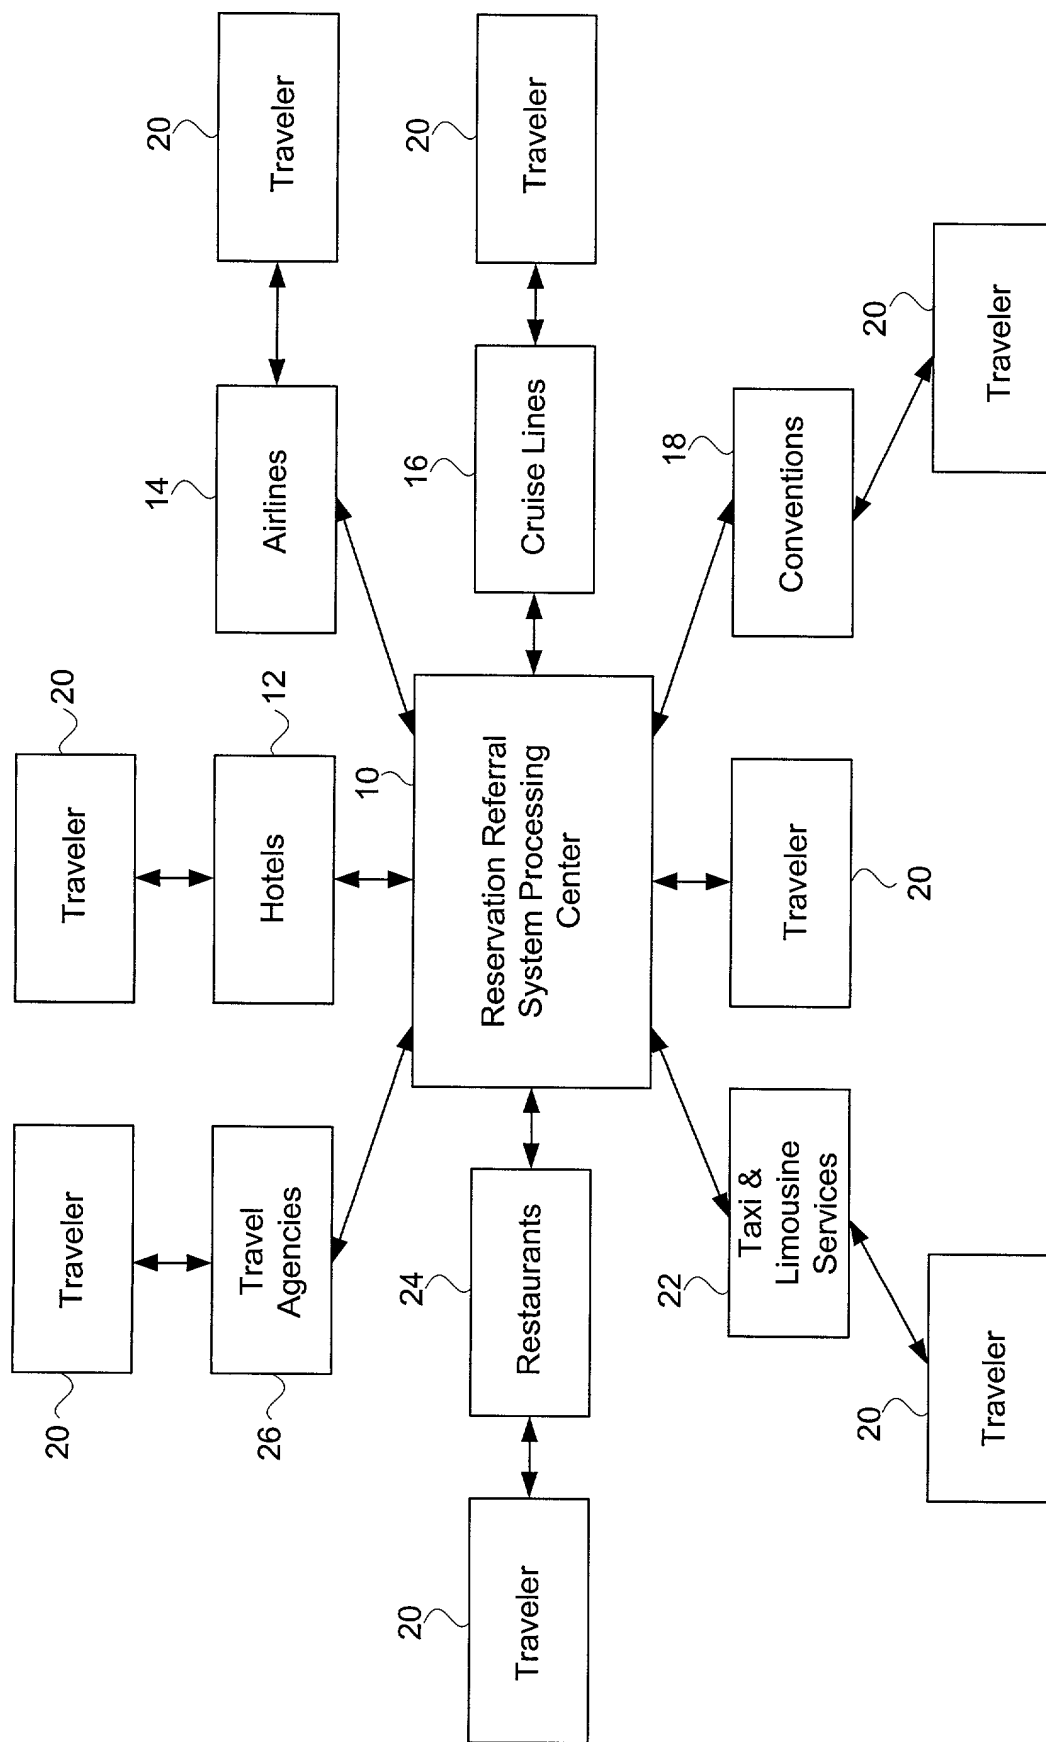 20
Traveler
Traveler
20
14
20
26
Travel
Agencies
Hotels
12
Airlines
Traveler
10
20
24
16
20
Traveler
Restaurants
Reservation Referral
System Processing
Center
Cruise Lines
Traveler
22
18
Taxi &
Limousine
Services
Traveler
Conventions
20
20
20
Traveler
Traveler